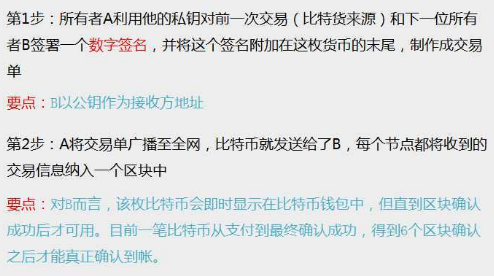 第1步：所有者A利用他的私钥对前一次交易（比特货来源）和下一位所有
者B签署一个数字签名，并将这个签名附加在这枚货币的末尾，制作成交易
单
要点：B以公钥作为接收方地址
第2步：A将交易单广播至全网，比特币就发送给了B，每个节点都将收到的
交易信息纳入一个区块中
要点：对B而言，该枚比特币会即时显示在比特币钱包中，但直到区块确认
成功后才可用。目前一笔比特币从支付到最终确认成功，得到6个区块确认
之后才能真正确认到帐。